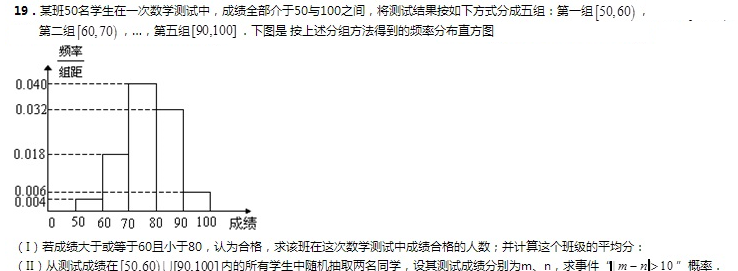 19．某班50名学生在一次数学测试中，成绩全部介于50与100之间，将测试结果按如下方式分成五组：第一组[50,60)，
第二组[60,70)，…，第五组[90,100]．下图是 按上述分组方法得到的频率分布直方图
频率
组距
0.040
0.032
0.018
0.006
0.004
0 50 60 70 80 90 100 成绩
（Ⅰ）若成绩大于或等于60且小于80，认为合格，求该班在这次数学测试中成绩合格的人数；并计算这个班级的平均分：
（Ⅱ）从测试成绩在[50,60)∪[90,100]内的所有学生中随机抽取两名同学，设其测试成绩分别为m、n，求事件“|m−n|>10”概率．